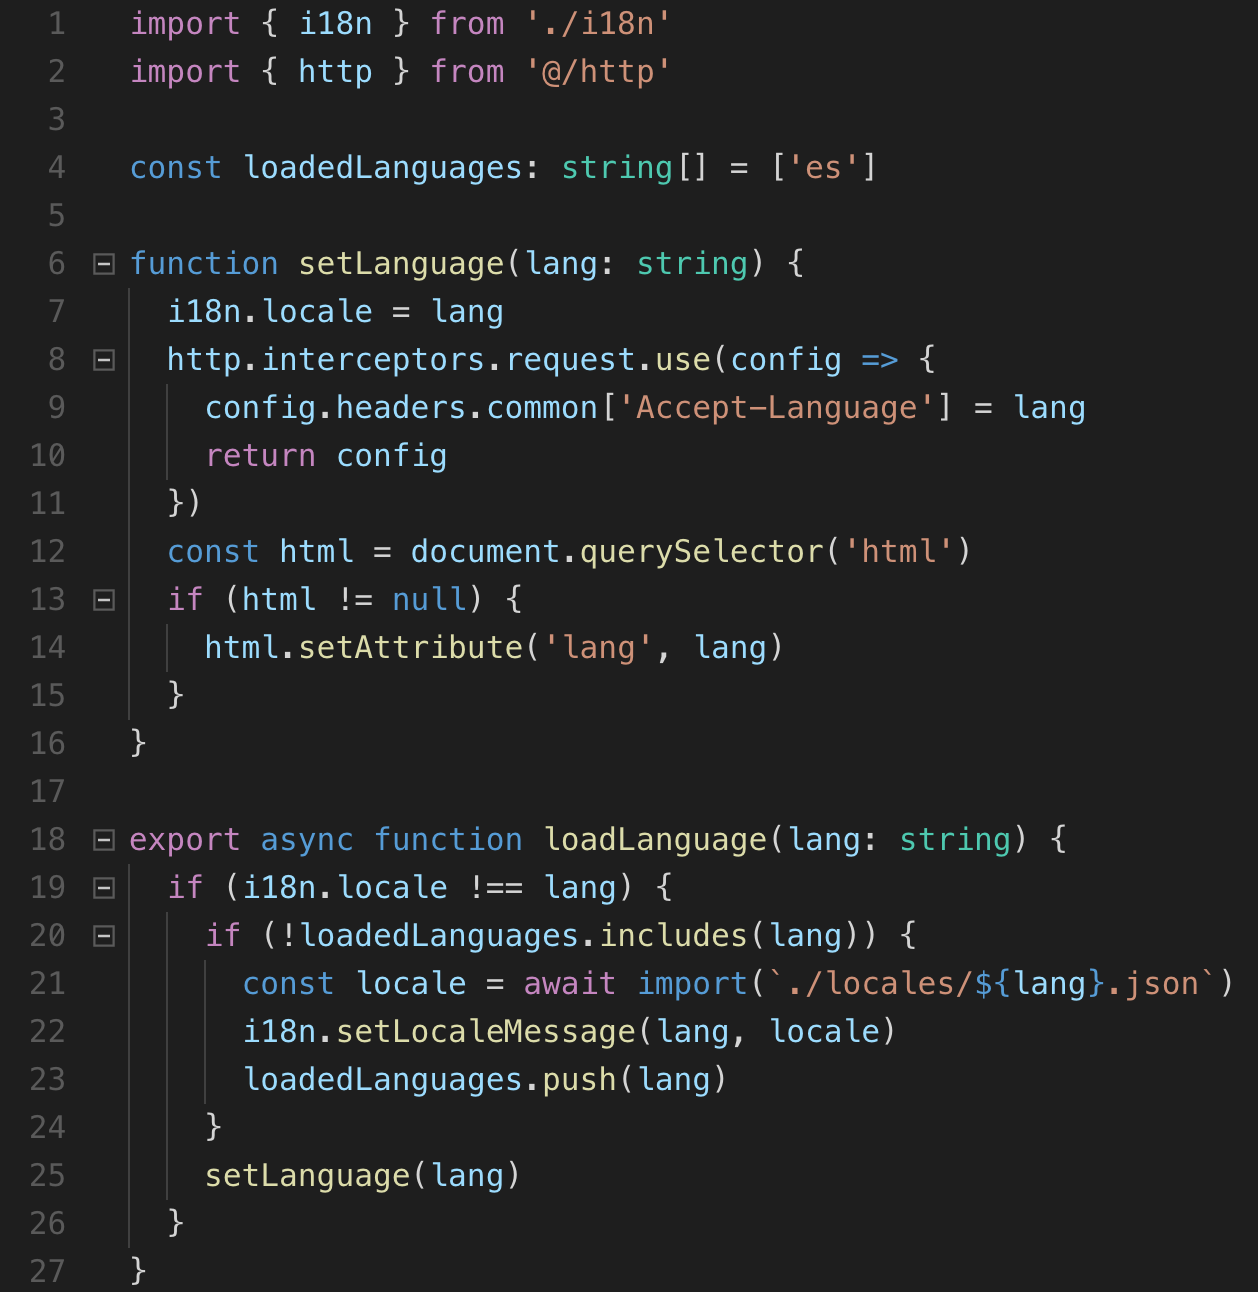 1 import { i18n } from './i18n'
2 import { http } from '@/http'
3
4 const loadedLanguages: string[] = ['es']
5
6 function setLanguage(lang: string) {
7   i18n.locale = lang
8   http.interceptors.request.use(config => {
9     config.headers.common['Accept-Language'] = lang
10     return config
11   })
12   const html = document.querySelector('html')
13   if (html != null) {
14     html.setAttribute('lang', lang)
15   }
16 }
17
18 export async function loadLanguage(lang: string) {
19   if (i18n.locale !== lang) {
20     if (!loadedLanguages.includes(lang)) {
21       const locale = await import(`./locales/${lang}.json`)
22       i18n.setLocaleMessage(lang, locale)
23       loadedLanguages.push(lang)
24     }
25     setLanguage(lang)
26   }
27 }